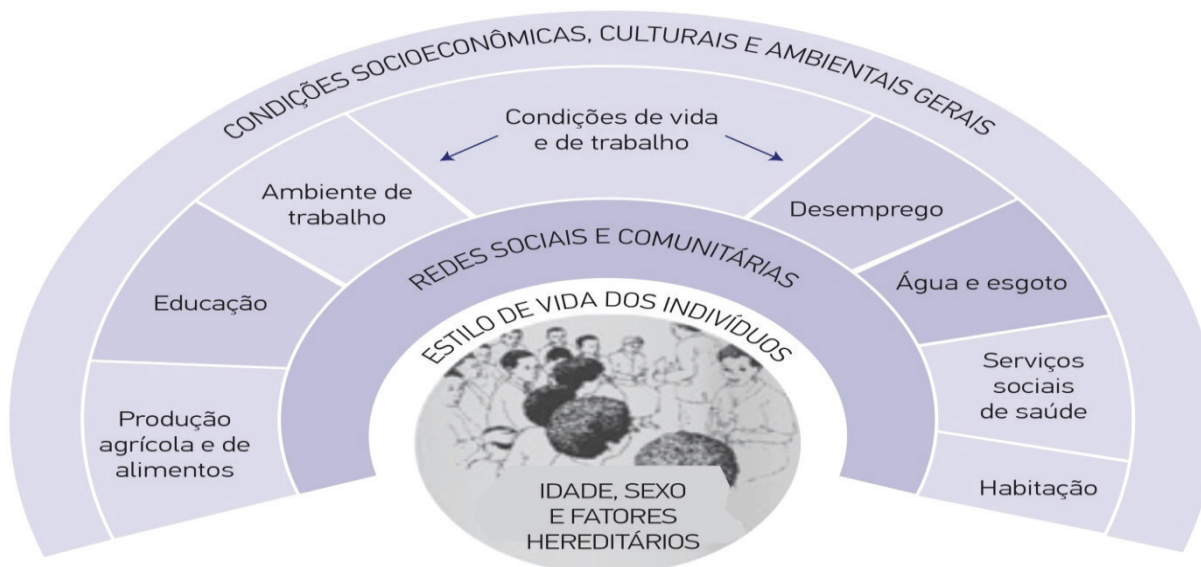 CONDIÇÕES SOCIOECONÔMICAS, CULTURAIS E AMBIENTAIS GERAIS
Condições de vida
e de trabalho
Ambiente de
trabalho
Desemprego
Educação
Água e esgoto
Produção
agrícola e de
alimentos
Serviços
sociais
de saúde
Habitação
REDES SOCIAIS E COMUNITÁRIAS
ESTILO DE VIDA DOS INDIVÍDUOS
IDADE, SEXO
E FATORES
HEREDITÁRIOS